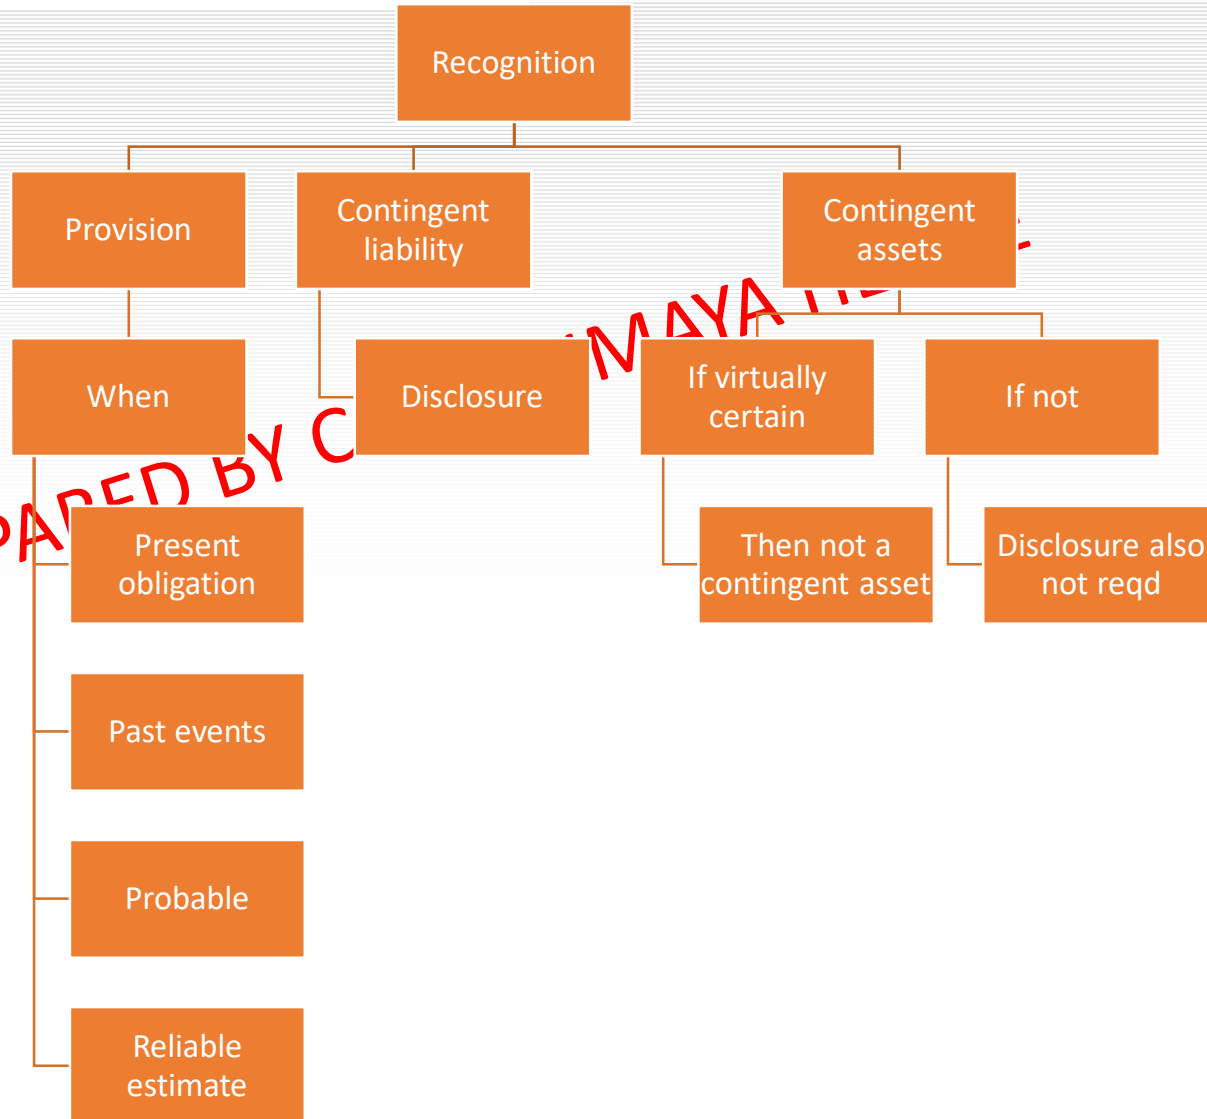 Recognition
Provision
Contingent
liability
Contingent
assets
When
Disclosure
If virtually
certain
If not
BY
Present
obligation
Then not a
contingent asset
Disclosure also
not reqd
Past events
Probable
Reliable
estimate